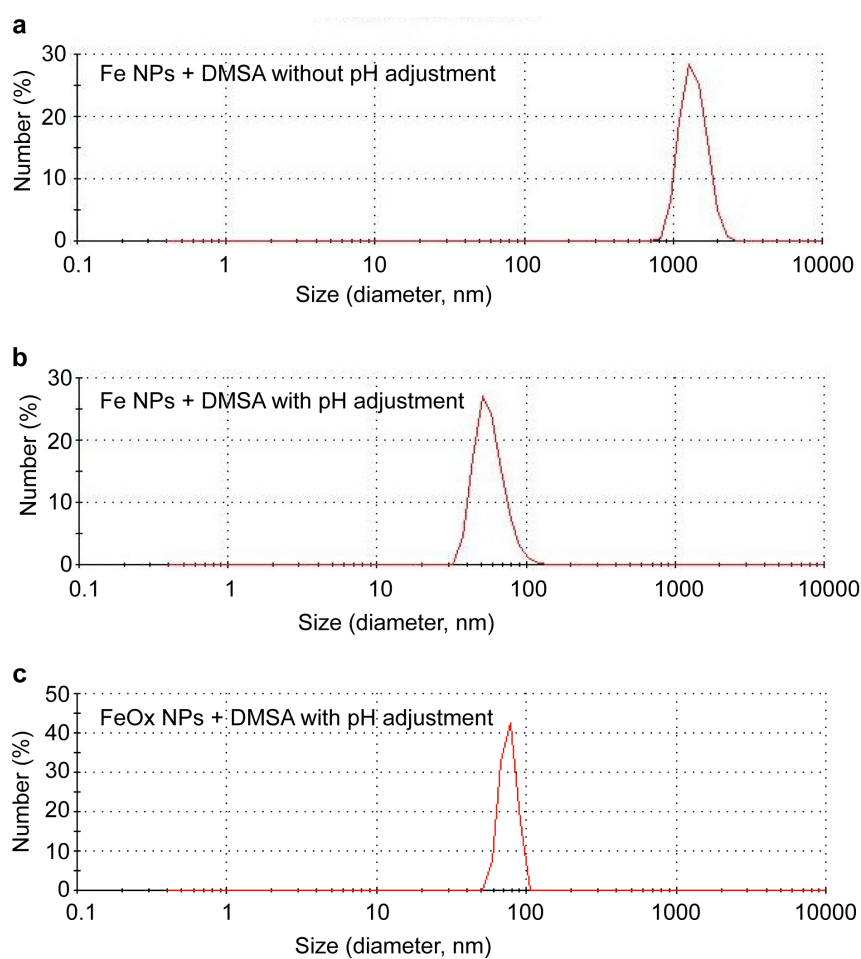 a
Fe NPs + DMSA without pH adjustment
Number (%)
30
20
10
0
0.1 1 10 100 1000 10000
Size (diameter, nm)
b
Fe NPs + DMSA with pH adjustment
Number (%)
30
20
10
0
0.1 1 10 100 1000 10000
Size (diameter, nm)
c
FeOx NPs + DMSA with pH adjustment
Number (%)
50
40
30
20
10
0
0.1 1 10 100 1000 10000
Size (diameter, nm)